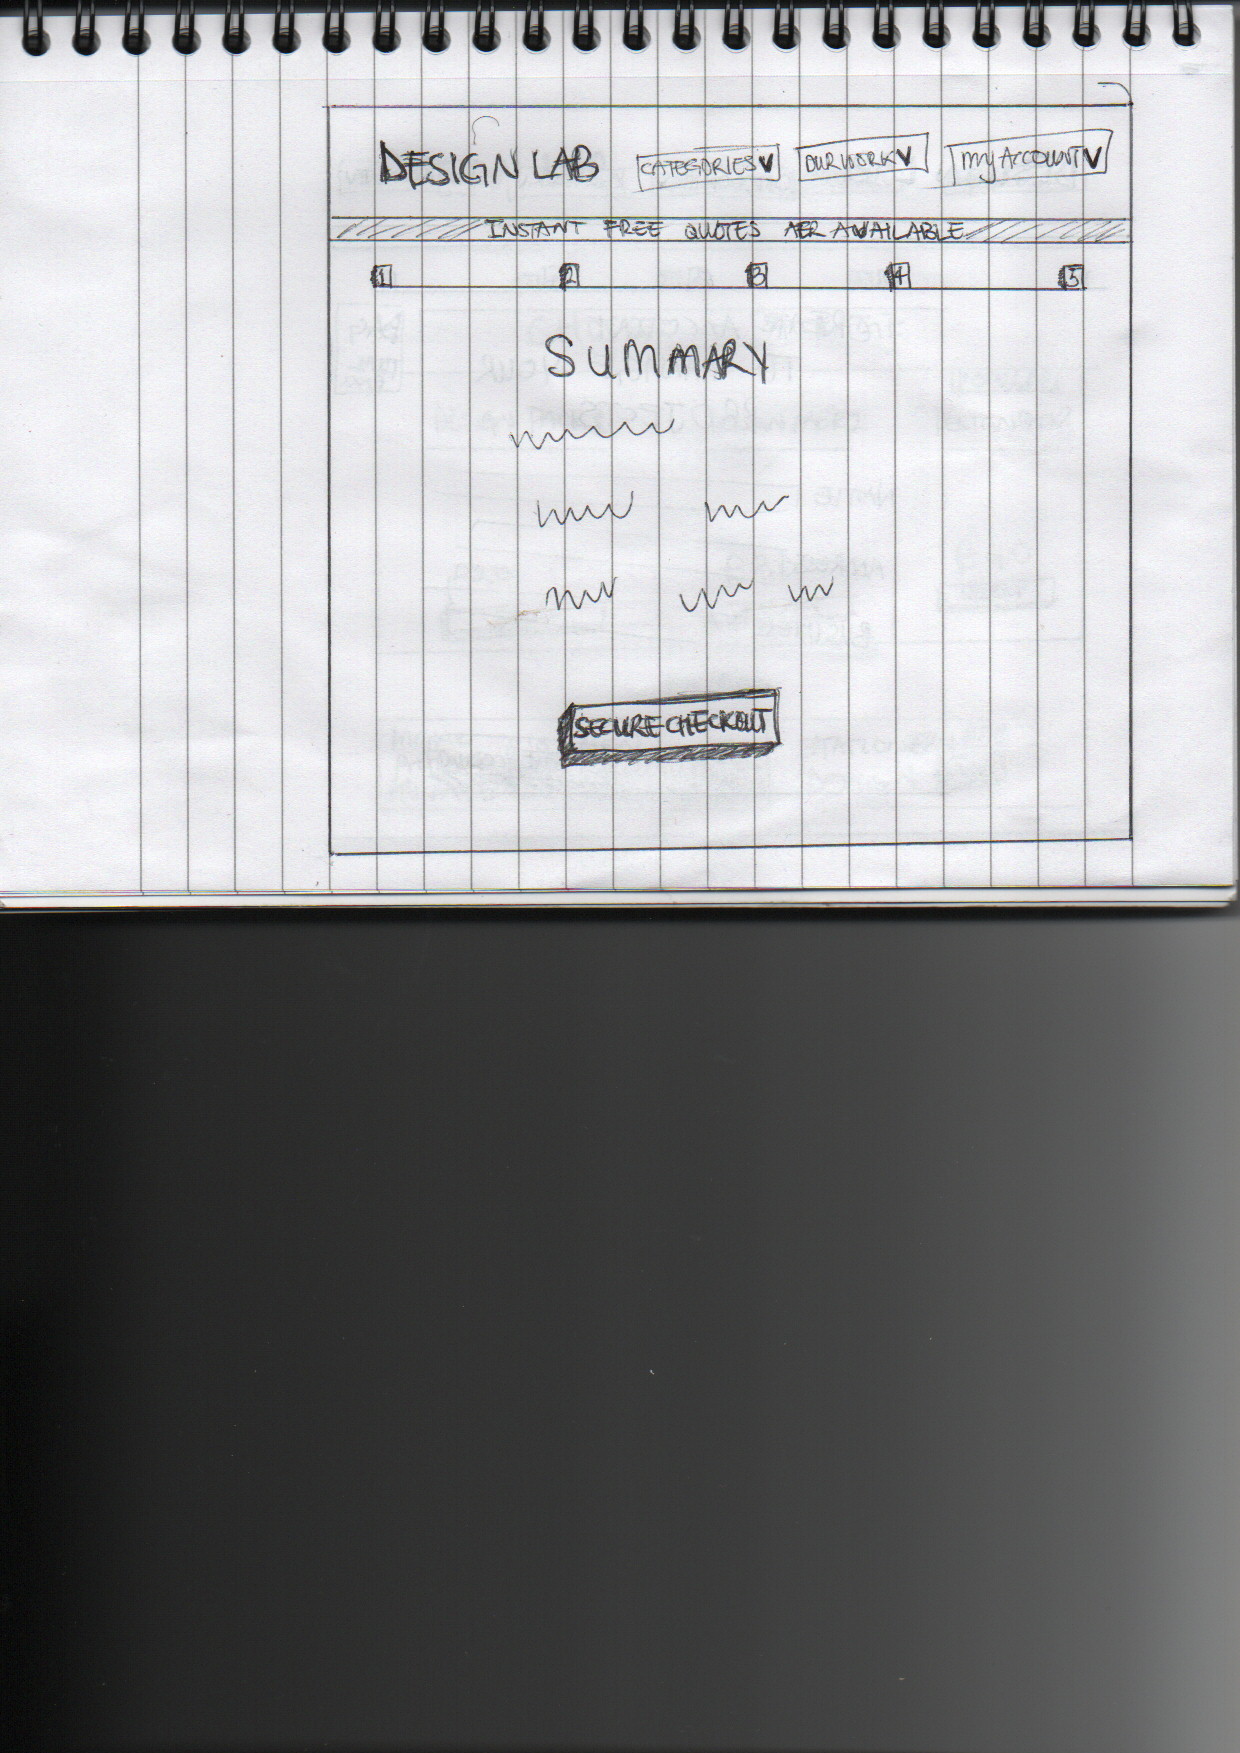 DESIGN LAB CATEGORIES V OUR WORK V MY ACCOUNT V
INSTANT FREE QUOTES AER AVAILABLE
1 2 3 4 5
SUMMARY
SECURE CHECKOUT